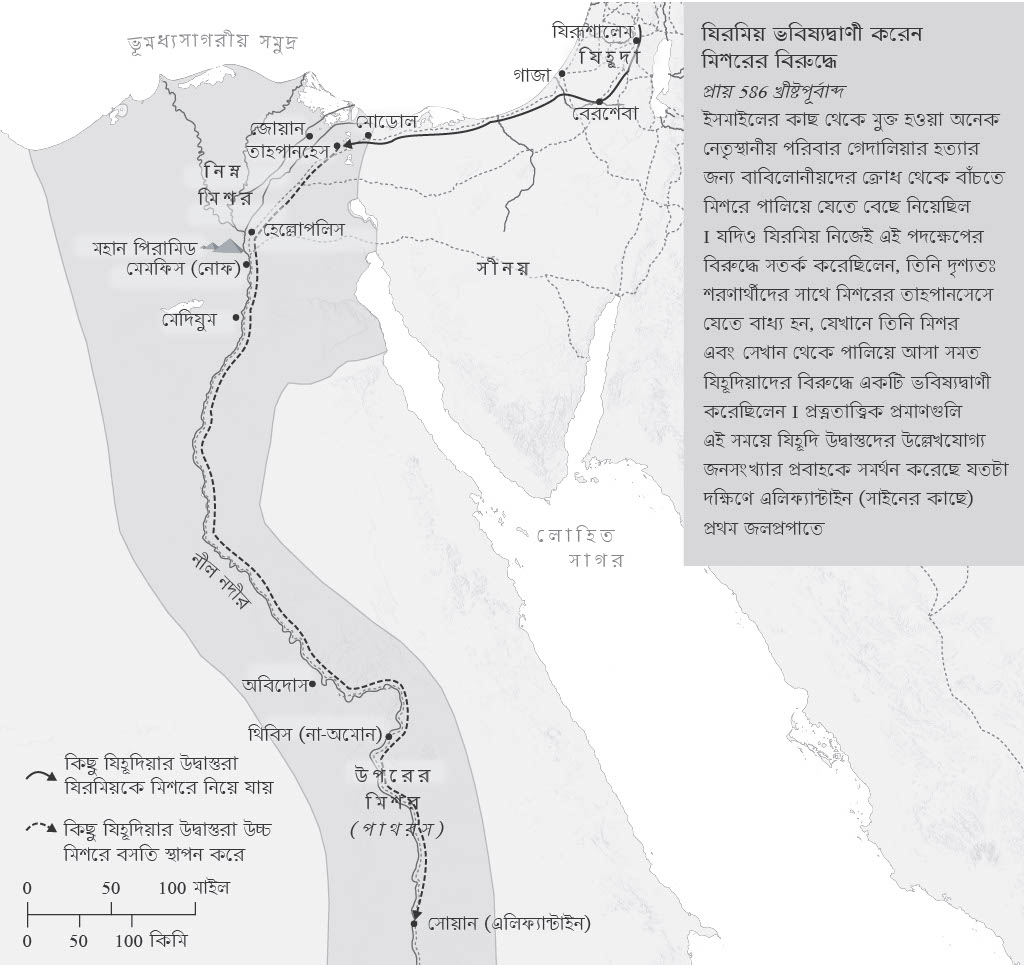 যিরমিয় ভবিষ্যদ্বাণী করেন
মিশরের বিরুদ্ধে
প্রায় 586 খ্রীষ্টপূর্বাব্দ
ইসমাইলের কাছ থেকে মুক্ত হওয়া অনেক
নেতৃস্থানীয় পরিবার গেদালিয়ার হত্যার
জন্য বাবিলোনীয়দের ক্রোধ থেকে বাঁচতে
মিশরে পালিয়ে যেতে বেছে নিয়েছিল
I যদিও যিরমিয় নিজেই এই পদক্ষেপের
বিরুদ্ধে সতর্ক করেছিলেন, তিনি দৃশ্যতঃ
শরণার্থীদের সাথে মিশরের তাহপানসেসে
যেতে বাধ্য হন, যেখানে তিনি মিশর
এবং সেখান থেকে পালিয়ে আসা সমত
যিহূদিয়াদের বিরুদ্ধে একটি ভবিষ্যদ্বাণী
করেছিলেন I প্রত্নতাত্ত্বিক প্রমাণগুলি
এই সময়ে যিহূদি উদ্বাস্তদের উল্লেখযোগ্য
জনসংখ্যার প্রবাহকে সমর্থন করেছে যতটা
দক্ষিণে এলিফ্যান্টাইন (সাইনের কাছে)
প্রথম জলপ্রপাতে
ভূমধ্যসাগরীয় সমুদ্র
যিরূশালেম
যিহূদা
গাজা
বেরশেবা
জোয়ান
মোডোল
তাহপানহেস
নিম্ন
মিশর
হেল্লোপলিস
মহান পিরামিড
মেমফিস (নোফ)
সীনয়
মেদিযুম
লোহিত
সাগর
নীল নদীর
অবিদোস
থিবিস (না-অমোন)
উপরের
মিশর
(পাথরস)
সোয়ান (এলিফ্যান্টাইন)
কিছু যিহূদিয়ার উদ্বাস্তরা
যিরমিয়কে মিশরে নিয়ে যায়
কিছু যিহূদিয়ার উদ্বাস্তরা উচ্চ
মিশরে বসতি স্থাপন করে
0 50 100 মাইল
0 50 100 কিমি